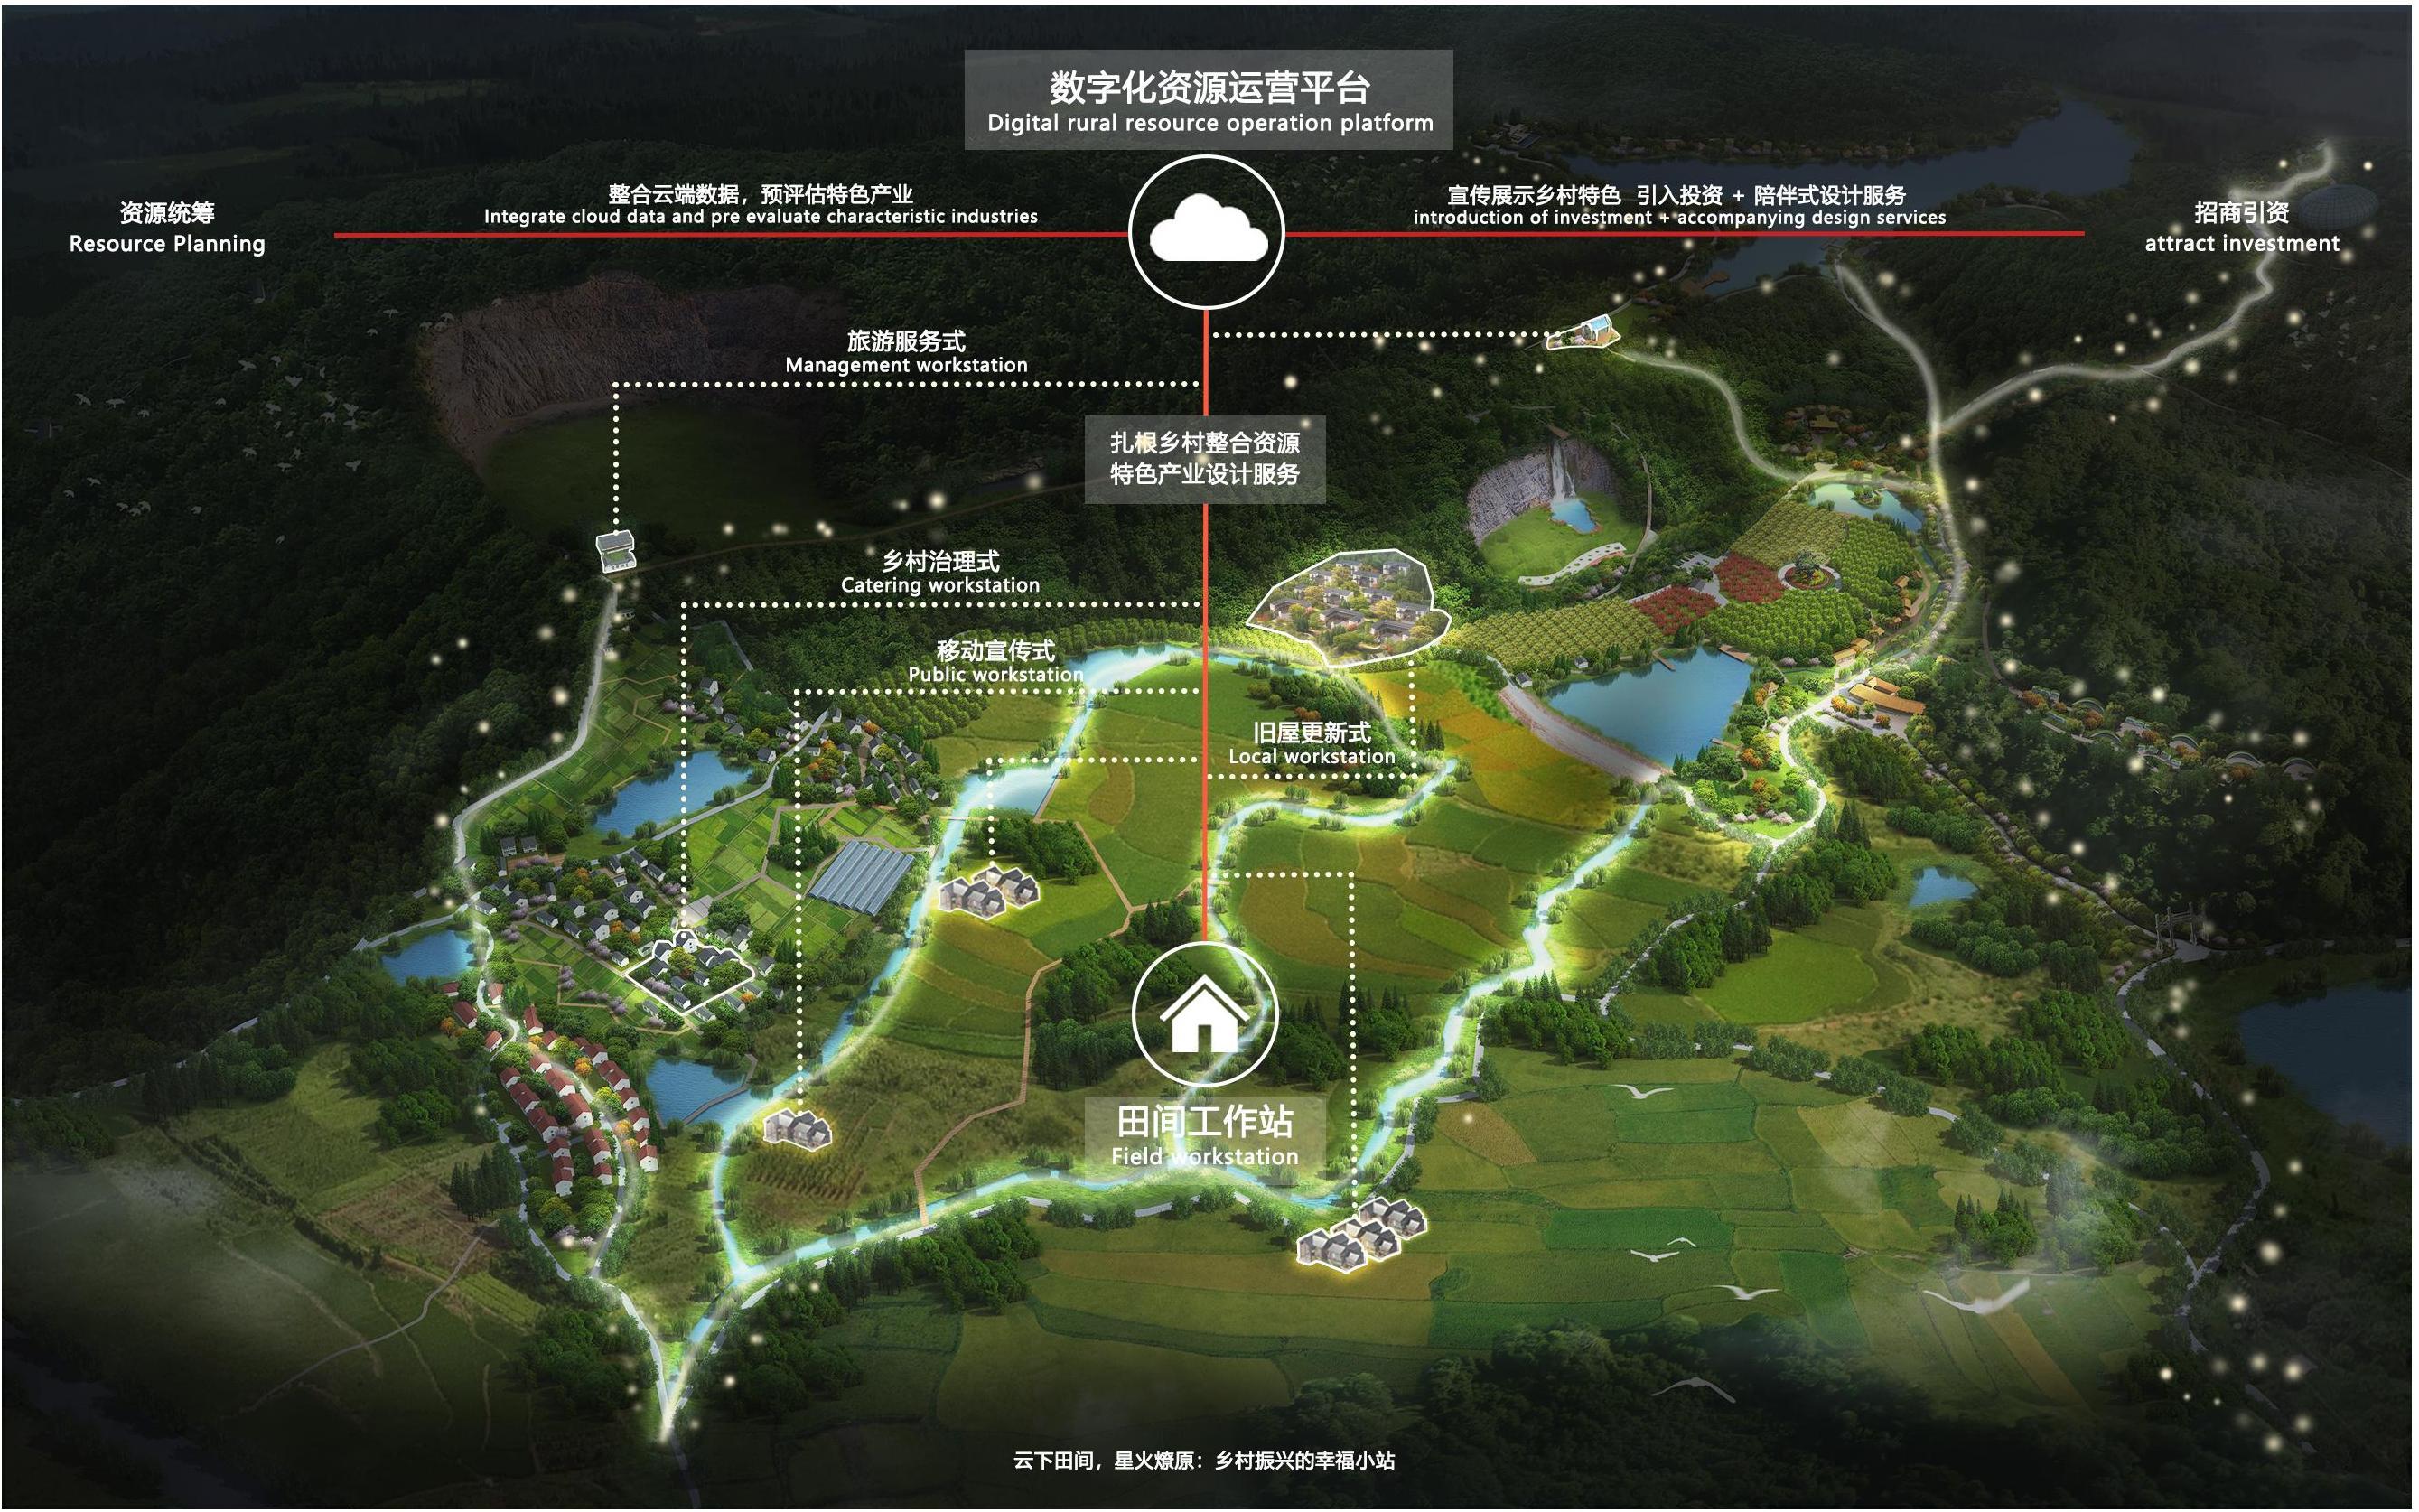 数字化资源运营平台
Digital rural resource operation platform
资源统筹
Resource Planning
整合云端数据，预评估特色产业
Integrate cloud data and pre evaluate characteristic industries
宣传展示乡村特色 引入投资 + 陪伴式设计服务
introduction of investment + accompanying design services
招商引资
attract investment
旅游服务式
Management workstation
扎根乡村整合资源
特色产业设计服务
乡村治理式
Catering workstation
移动宣传式
Public workstation
旧屋更新式
Local workstation
田间工作站
Field workstation
云下田间，星火燎原：乡村振兴的幸福小站